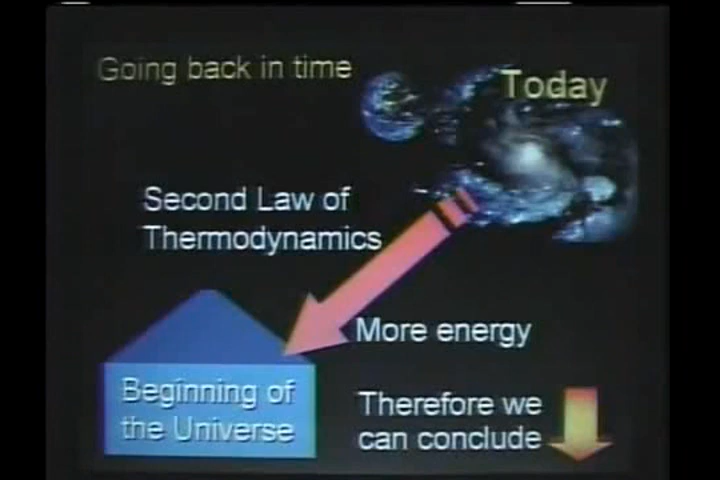 Going back in time
Today
Second Law of
Thermodynamics
More energy
Beginning of
the Universe
Therefore we
can conclude